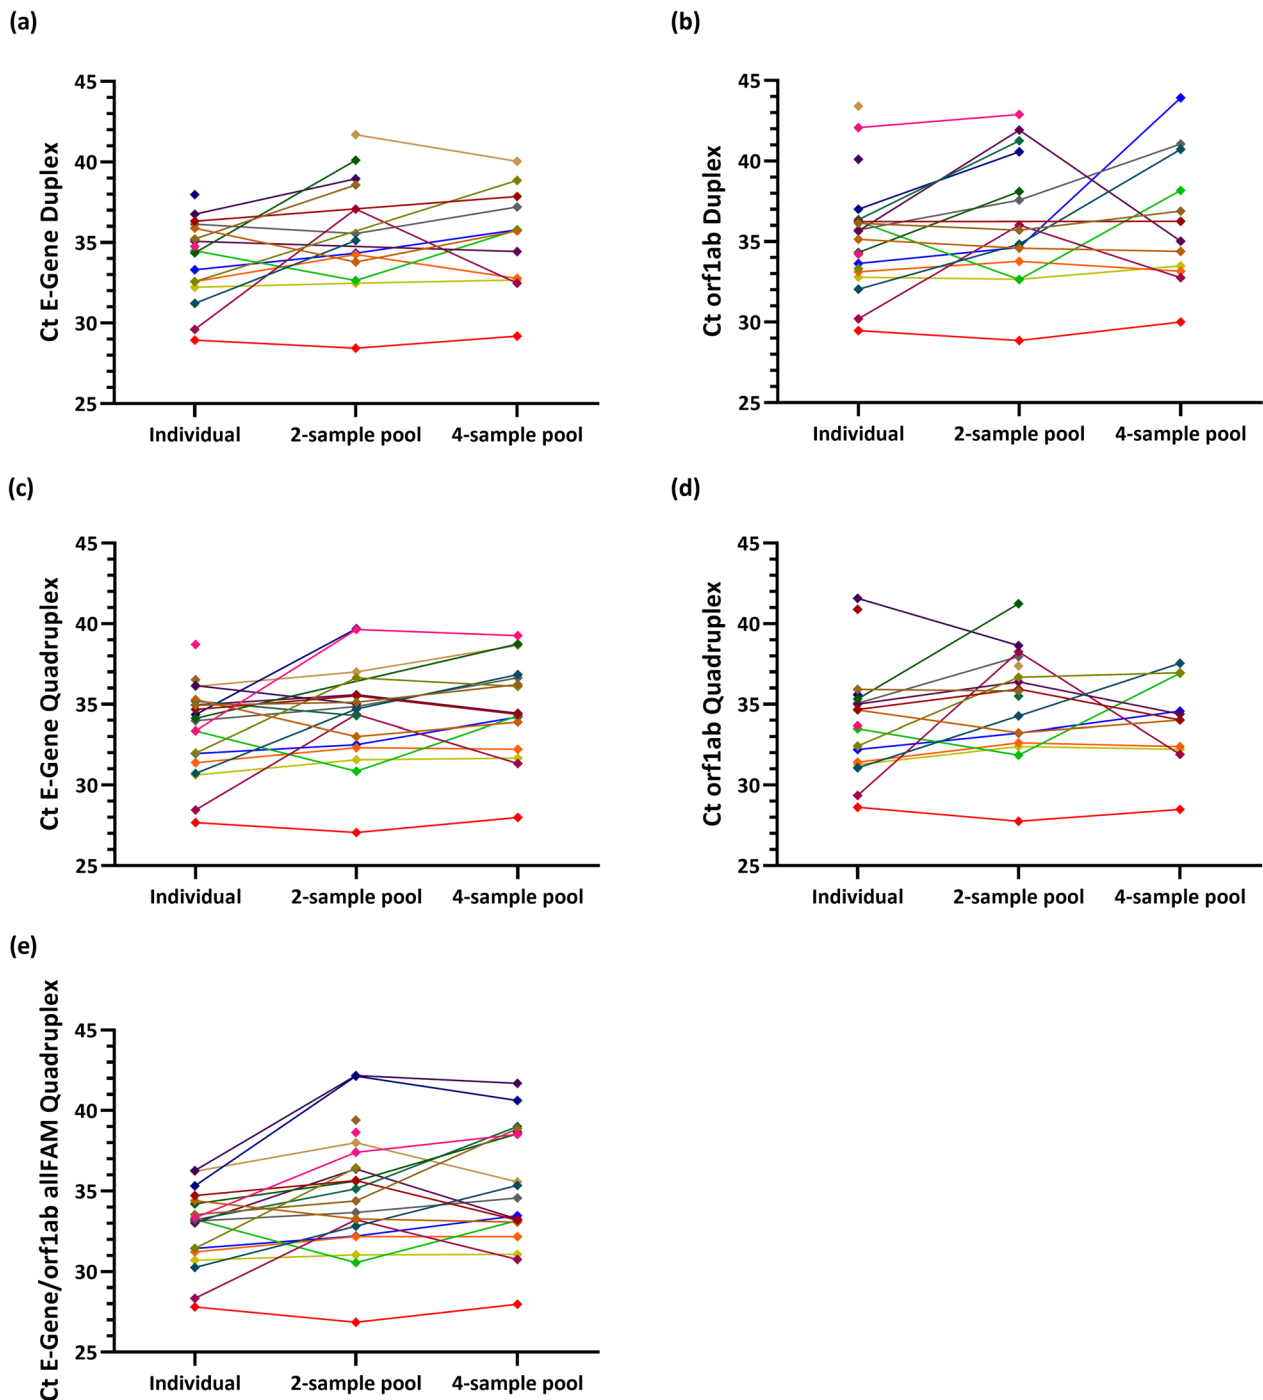 (a)
Ct E-Gene Duplex
45
40
35
30
25
Individual
2-sample pool
4-sample pool
(b)
Ct orf1ab Duplex
45
40
35
30
25
Individual
2-sample pool
4-sample pool
(c)
Ct E-Gene Quadruplex
45
40
35
30
25
Individual
2-sample pool
4-sample pool
(d)
Ct orf1ab Quadruplex
45
40
35
30
25
Individual
2-sample pool
4-sample pool
(e)
Ct E-Gene/orf1ab allFAM Quadruplex
45
40
35
30
25
Individual
2-sample pool
4-sample pool